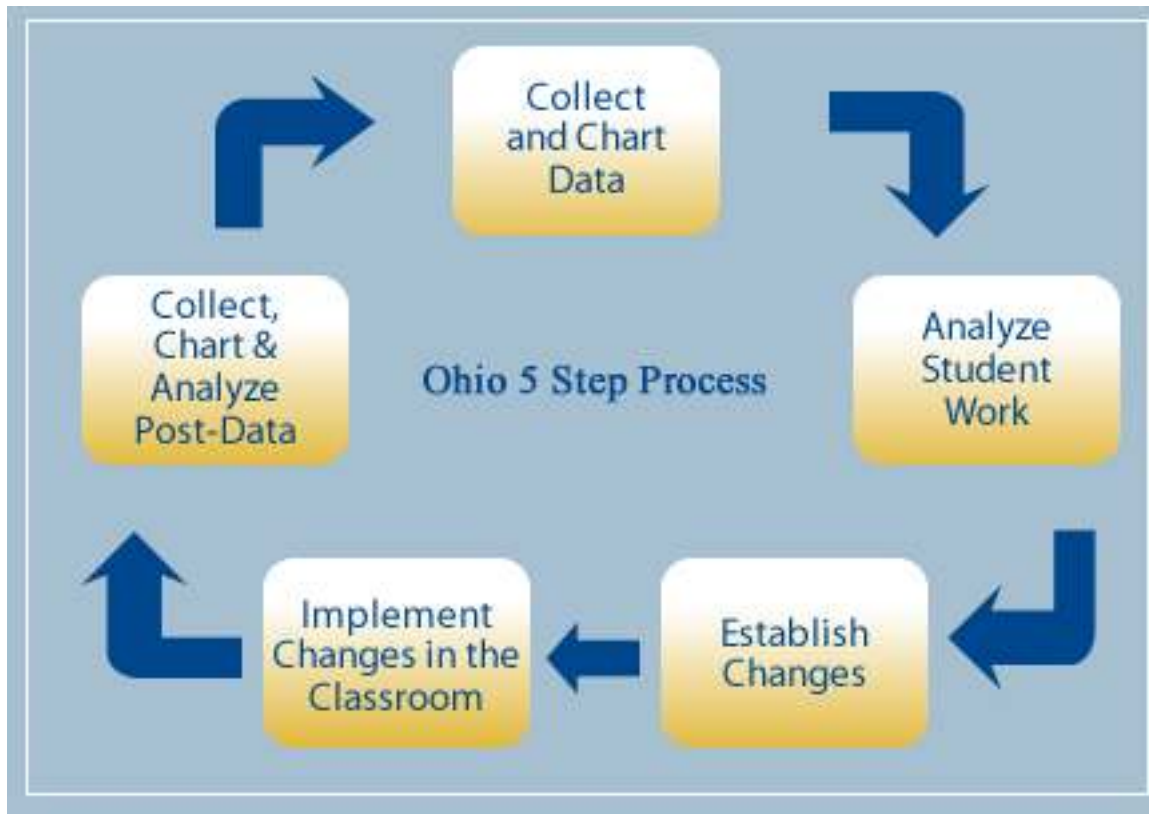 Collect
and Chart
Data
Analyze
Student
Work
Establish
Changes
Implement
Changes in the
Classroom
Collect,
Chart &
Analyze
Post-Data
Ohio 5 Step Process